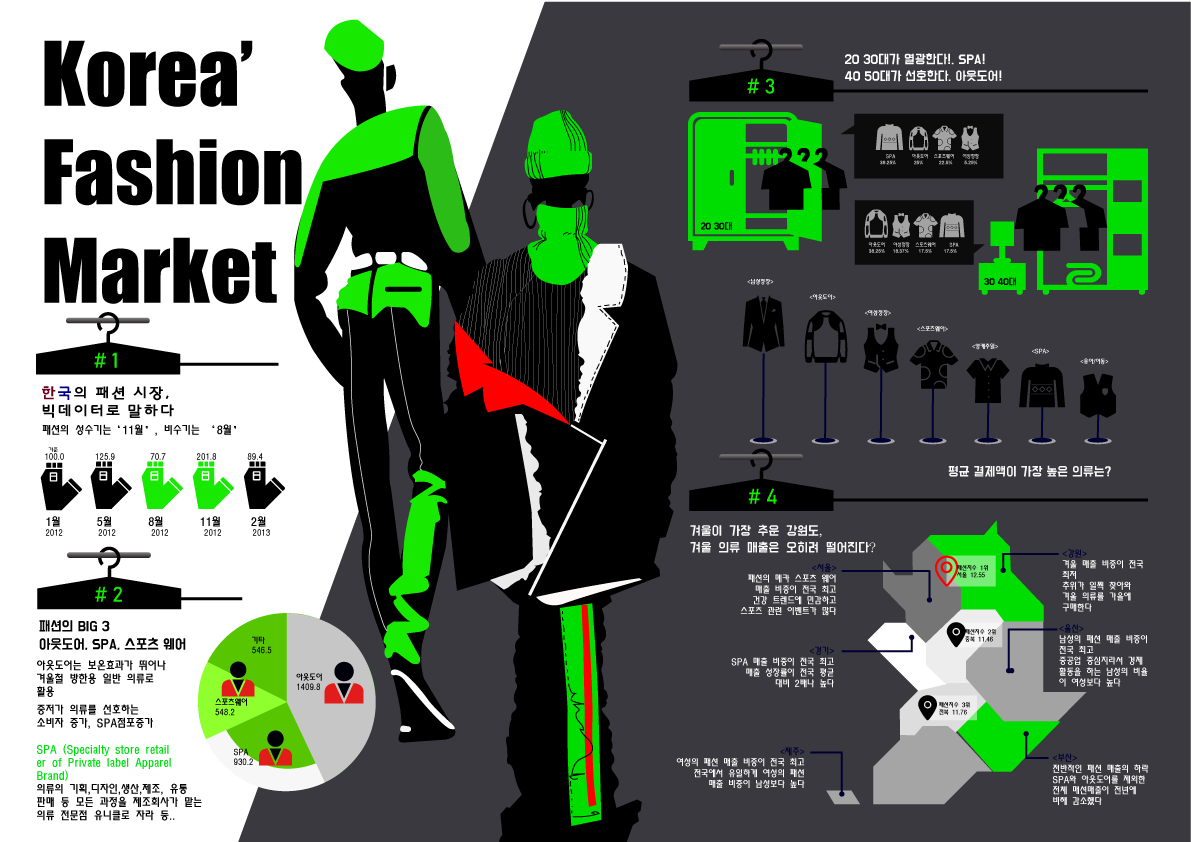 Korea’
Fashion
Market
# 1
한국의 패션 시장,
빅데이터로 말하다
패션의 성수기는 ‘11월’ , 비수기는 ‘8월’
기준
100.0
125.9
70.7
201.8
89.4
1월
5월
8월
11월
2월
2012
2012
2012
2012
2013
# 2
패션의 BIG 3
아웃도어, SPA, 스포츠 웨어
아웃도어는 보온효과가 뛰어나
겨울철 방한용 일반 의류로
활용
중저가 의류를 선호하는
소비자 증가, SPA점포증가
SPA (Specialty store retail
er of Private label Apparel
Brand)
의류의 기획,디자인,생산,제조, 유통
판매 등 모든 과정을 제조회사가 맡는
의류 전문점 유니클로 자라 등..
기타
546.5
아웃도어
1409.8
스포츠웨어
548.2
SPA
930.2
# 3
20 30대가 열광한다!. SPA!
40 50대가 선호한다. 아웃도어!
20 30대
SPA
38.25%
아웃도어
25%
스포츠웨어
22.8%
여성정장
5.25%
아웃도어
38.25%
여성정장
18.37%
스포츠웨어
17.5%
SPA
17.5%
30 40대
<남성정장>
<아웃도어>
<여성정장>
<스포츠웨어>
<SPA>
<유아/아동>
평균 결제액이 가장 높은 의류는?
# 4
겨울이 가장 추운 강원도,
겨울 의류 매출은 오히려 떨어진다?
<서울>
패션의 메카 스포츠 웨어
매출 비중이 전국 최고
건강 트렌드에 민감하고
스포츠 관련 이벤트가 많다
<경기>
SPA 매출 비중이 전국 최고
매출 성장률이 전국 평균
대비 2배나 높다
<제주>
여성의 패션 매출 비중이 전국 최고
전국에서 유일하게 여성의 패션
매출 비중이 남성보다 높다
패션지수 1위
서울 12.55
패션지수 2위
충북 11.46
패션지수 3위
전북 11.76
<강원>
겨울 매출 비중이 전국
최저
추위가 일찍 찾아와
겨울 의류를 가을에
구매한다
<울산>
남성의 패션 매출 비중이
전국 최고
중공업 중심지라서 경제
활동을 하는 남성의 비율
이 여성보다 높다
<부산>
전반적인 패션 매출의 하락
SPA와 아웃도어를 제외한
전체 패션매출이 전년에
비해 감소했다